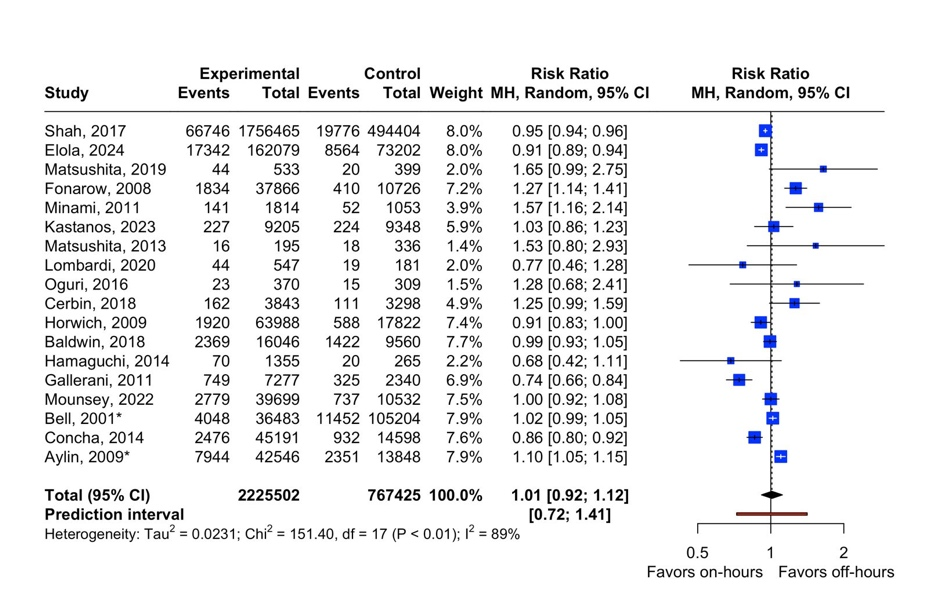 Experimental Control Risk Ratio Risk Ratio
Study Events Total Events Total Weight MH, Random, 95% CI MH, Random, 95% CI
Shah, 2017 66746 1756465 19776 494404 8.0% 0.95 [0.94; 0.96]
Elola, 2024 17342 162079 8564 73202 8.0% 0.91 [0.89; 0.94]
Matsushita, 2019 44 533 20 399 2.0% 1.65 [0.99; 2.75]
Fonarow, 2008 1834 37866 410 10726 7.2% 1.27 [1.14; 1.41]
Minami, 2011 141 1814 52 1053 3.9% 1.57 [1.16; 2.14]
Kastanos, 2023 227 9205 224 9348 5.9% 1.03 [0.86; 1.23]
Matsushita, 2013 16 195 18 336 1.4% 1.53 [0.80; 2.93]
Lombardi, 2020 44 547 19 181 2.0% 0.77 [0.46; 1.28]
Oguri, 2016 23 370 15 309 1.5% 1.28 [0.68; 2.41]
Cerbin, 2018 162 3843 111 3298 4.9% 1.25 [0.99; 1.59]
Horwich, 2009 1920 63988 588 17822 7.4% 0.91 [0.83; 1.00]
Baldwin, 2018 2369 16046 1422 9560 7.8% 0.99 [0.93; 1.05]
Hamaguchi, 2014 70 1355 20 265 2.2% 0.68 [0.42; 1.11]
Gallerani, 2011 749 7277 325 2340 6.9% 0.74 [0.66; 0.84]
Mounsey, 2022 2779 39699 737 10532 7.5% 1.00 [0.92; 1.08]
Bell, 2001* 4048 36483 11452 105204 7.9% 1.02 [0.99; 1.05]
Concha, 2014 2476 45191 932 14598 7.6% 0.86 [0.80; 0.92]
Aylin, 2009* 7944 42546 2351 13848 7.9% 1.10 [1.05; 1.15]
Total (95% CI) 2225502 767425 100.0% 1.01 [0.92; 1.12]
Prediction interval [0.72; 1.41]
Heterogeneity: Tau² = 0.0231; Chi² = 151.40, df = 17 (P < 0.01); I² = 89%
0.5 1 2
Favors on-hours Favors off-hours